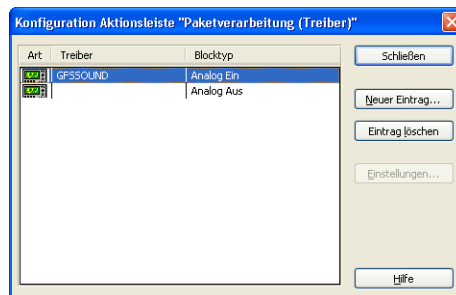 Konfiguration Aktionsleiste "Paketverarbeitung (Treiber)"
Art Treiber Blocktyp
GFSSOUND Analog Ein
Analog Aus
Schließen
Neuer Eintrag...
Eintrag löschen
Einstellungen...
Hilfe